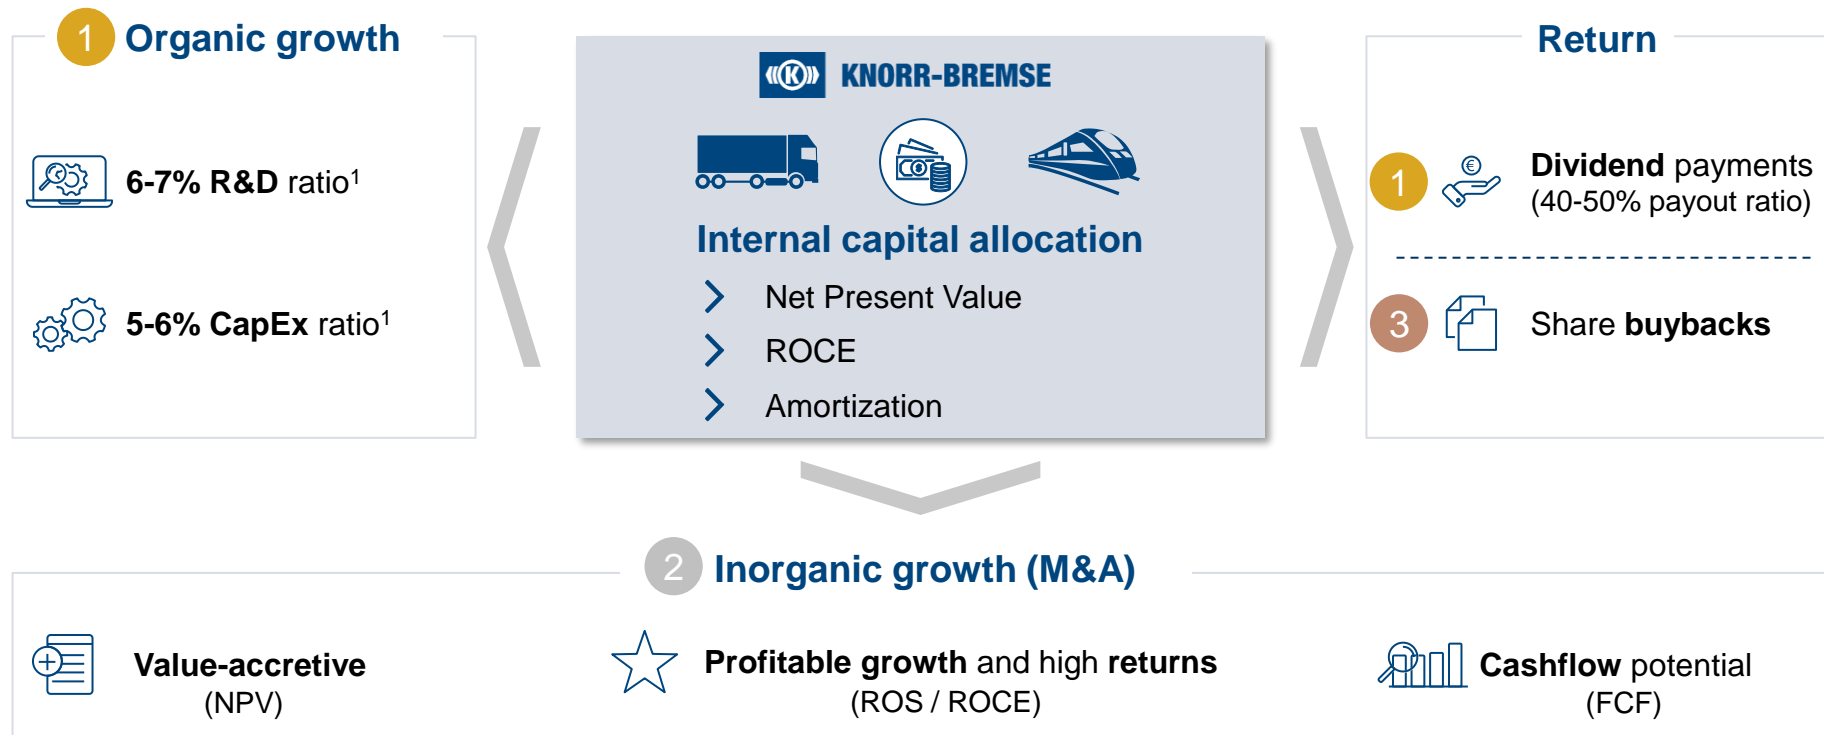 1 Organic growth
6-7% R&D ratio¹
5-6% CapEx ratio¹
K KNORR-BREMSE
Internal capital allocation
Net Present Value
ROCE
Amortization
Return
1 € Dividend payments
(40-50% payout ratio)
3 Share buybacks
2 Inorganic growth (M&A)
Value-accretive
(NPV)
Profitable growth and high returns
(ROS / ROCE)
Cashflow potential
(FCF)